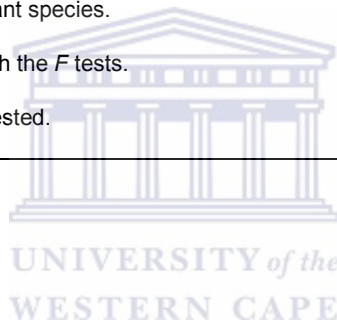 ant species.
h the F tests.
ested.
UNIVERSITY of the
WESTERN CAPE